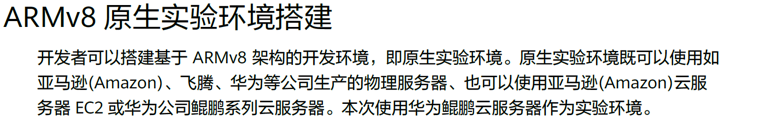 ARMv8 原生实验环境搭建
开发者可以搭建基于 ARMv8 架构的开发环境，即原生实验环境。原生实验环境既可以使用如
亚马逊(Amazon)、飞腾、华为等公司生产的物理服务器、也可以使用亚马逊(Amazon)云服
务器 EC2 或华为公司鲲鹏系列云服务器。本次使用华为鲲鹏云服务器作为实验环境。